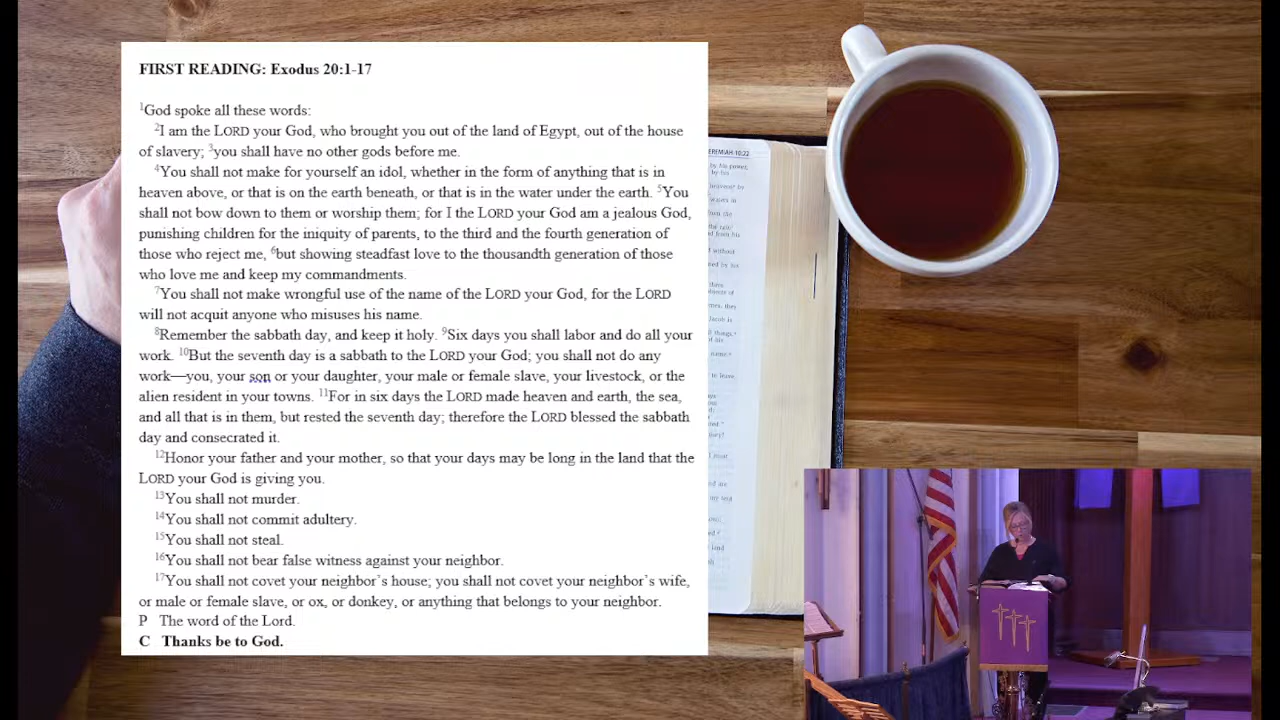 FIRST READING: Exodus 20:1-17
¹God spoke all these words:
²I am the LORD your God, who brought you out of the land of Egypt, out of the house
of slavery; ³you shall have no other gods before me.
⁴You shall not make for yourself an idol, whether in the form of anything that is in
heaven above, or that is on the earth beneath, or that is in the water under the earth. ⁵You
shall not bow down to them or worship them; for I the LORD your God am a jealous God,
punishing children for the iniquity of parents, to the third and the fourth generation of
those who reject me, ⁶but showing steadfast love to the thousandth generation of those
who love me and keep my commandments.
⁷You shall not make wrongful use of the name of the LORD your God, for the LORD
will not acquit anyone who misuses his name.
⁸Remember the sabbath day, and keep it holy. ⁹Six days you shall labor and do all your
work. ¹⁰But the seventh day is a sabbath to the LORD your God; you shall not do any
work—you, your son or your daughter, your male or female slave, your livestock, or the
alien resident in your towns. ¹¹For in six days the LORD made heaven and earth, the sea,
and all that is in them, but rested the seventh day; therefore the LORD blessed the sabbath
day and consecrated it.
¹²Honor your father and your mother, so that your days may be long in the land that the
LORD your God is giving you.
¹³You shall not murder.
¹⁴You shall not commit adultery.
¹⁵You shall not steal.
¹⁶You shall not bear false witness against your neighbor.
¹⁷You shall not covet your neighbor's house; you shall not covet your neighbor's wife,
or male or female slave, or ox, or donkey, or anything that belongs to your neighbor.
P The word of the Lord.
C Thanks be to God.
JEREMIAH 10:22